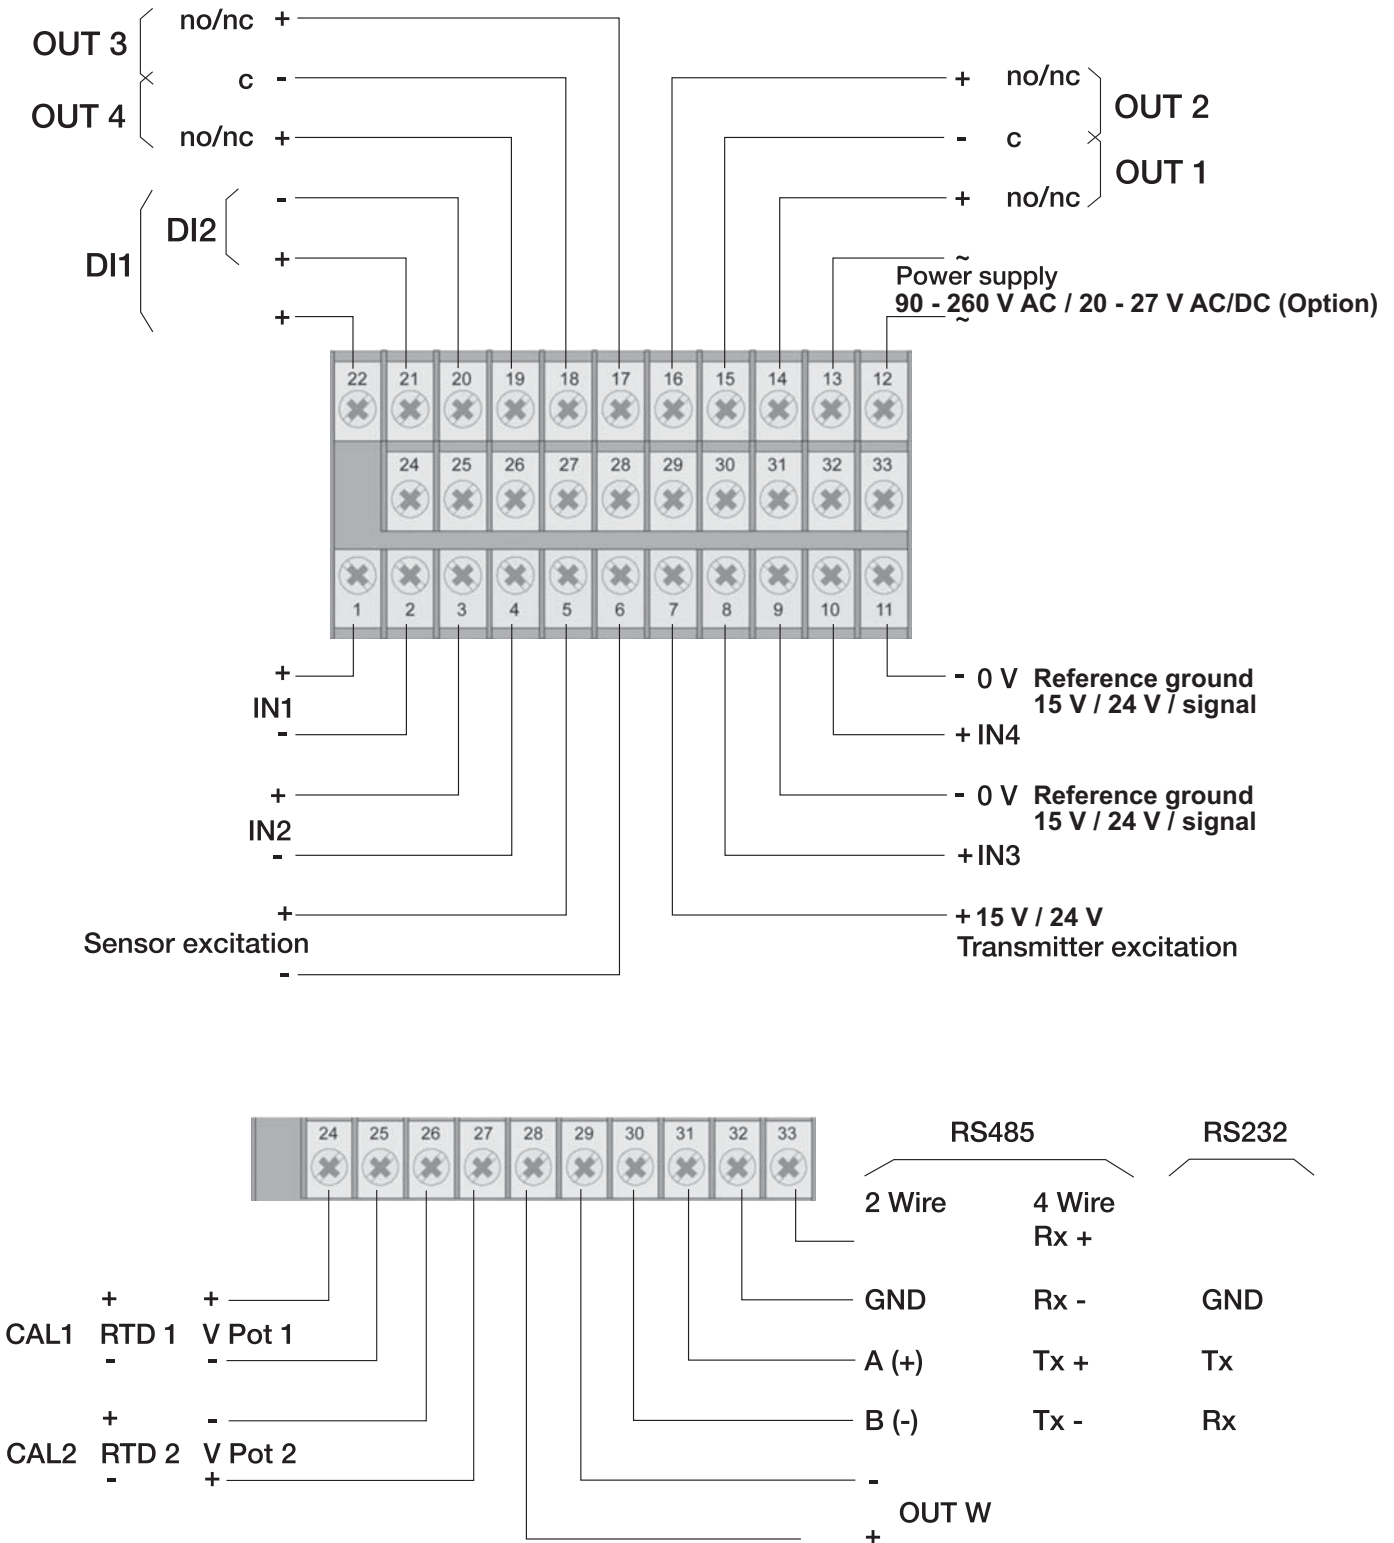 OUT 3
no/nc +
c -
OUT 4
no/nc +
DI1
DI2
-
+
+
+ no/nc
OUT 2
- c
OUT 1
+ no/nc
~
Power supply
90 - 260 V AC / 20 - 27 V AC/DC (Option)
~
22 21 20 19 18 17 16 15 14 13 12
24 25 26 27 28 29 30 31 32 33
1 2 3 4 5 6 7 8 9 10 11
+
IN1
-
+
IN2
-
+
Sensor excitation
-
- 0 V Reference ground
15 V / 24 V / signal
+ IN4
- 0 V Reference ground
15 V / 24 V / signal
+ IN3
+ 15 V / 24 V
Transmitter excitation
24 25 26 27 28 29 30 31 32 33
RS485 RS232
2 Wire 4 Wire
Rx +
GND Rx - GND
A (+) Tx + Tx
B (-) Tx - Rx
-
OUT W
+
+ +
CAL1 RTD 1 V Pot 1
- -
+ -
CAL2 RTD 2 V Pot 2
- +